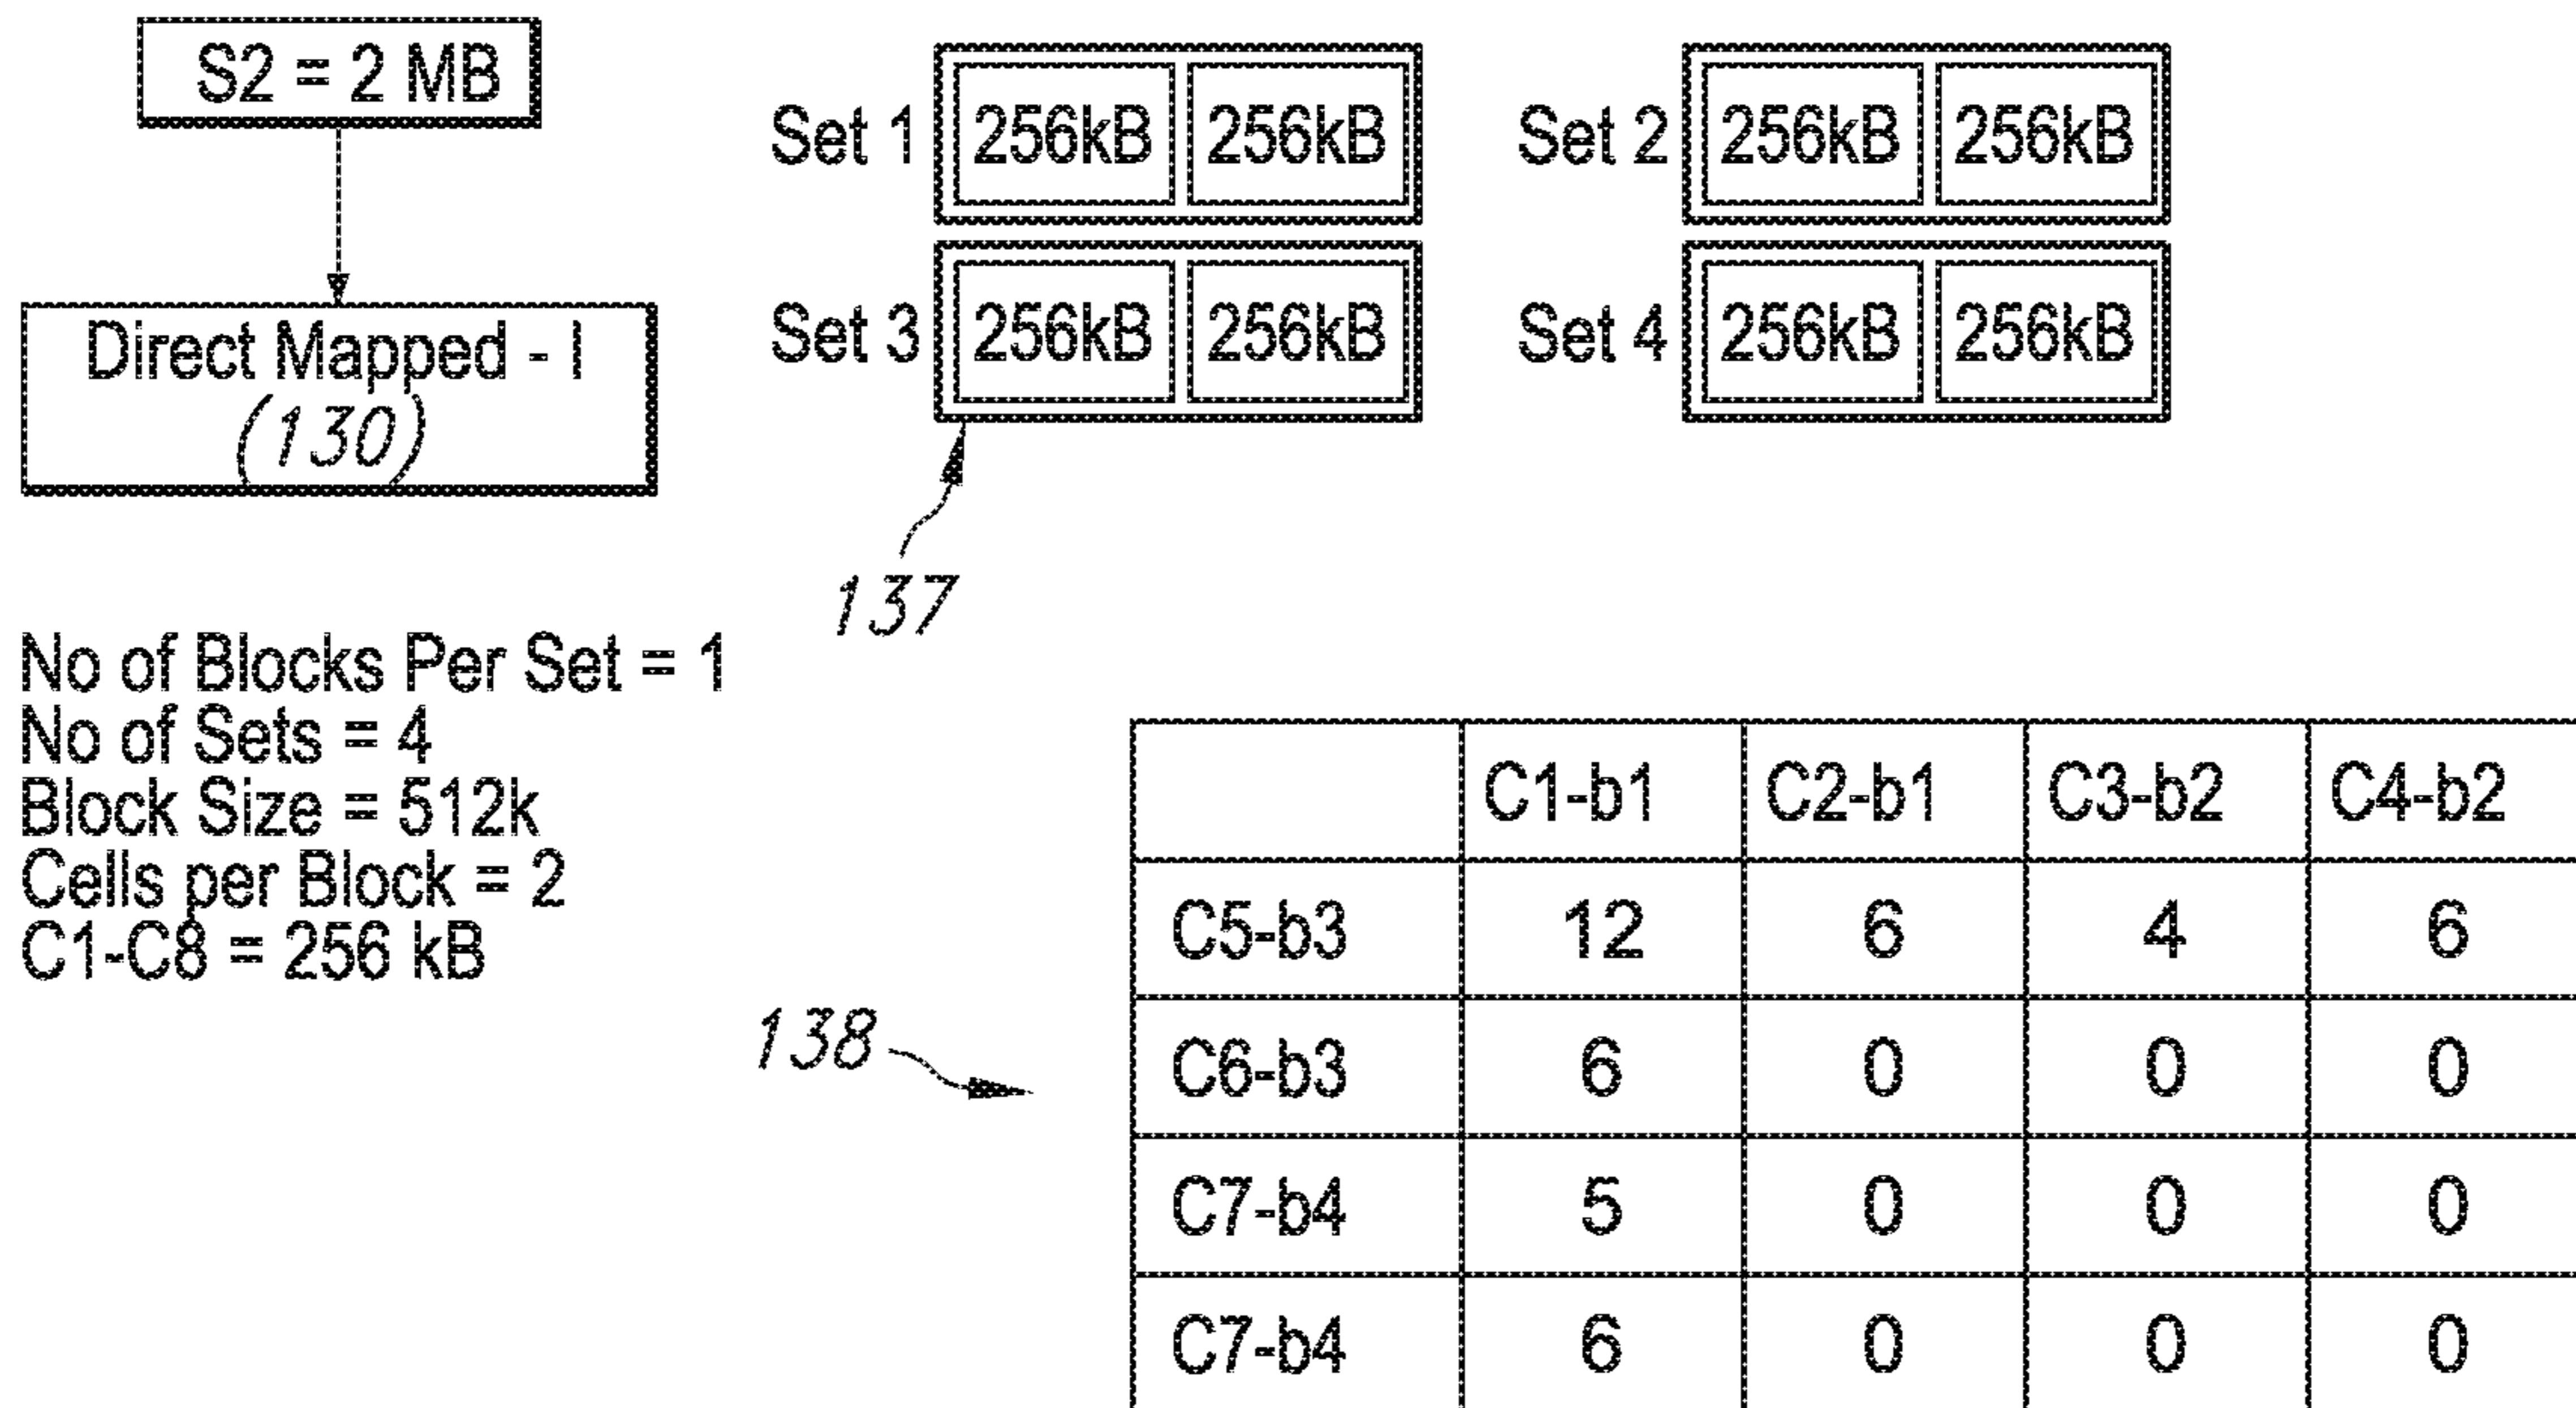 S2 = 2 MB
Direct Mapped - I
(130)
Set 1 256kB 256kB Set 2 256kB 256kB
Set 3 256kB 256kB Set 4 256kB 256kB
137
No of Blocks Per Set = 1
No of Sets = 4
Block Size = 512k
Cells per Block = 2
C1-C8 = 256 kB
138
C1-b1 C2-b1 C3-b2 C4-b2
C5-b3 12 6 4 6
C6-b3 6 0 0 0
C7-b4 5 0 0 0
C7-b4 6 0 0 0